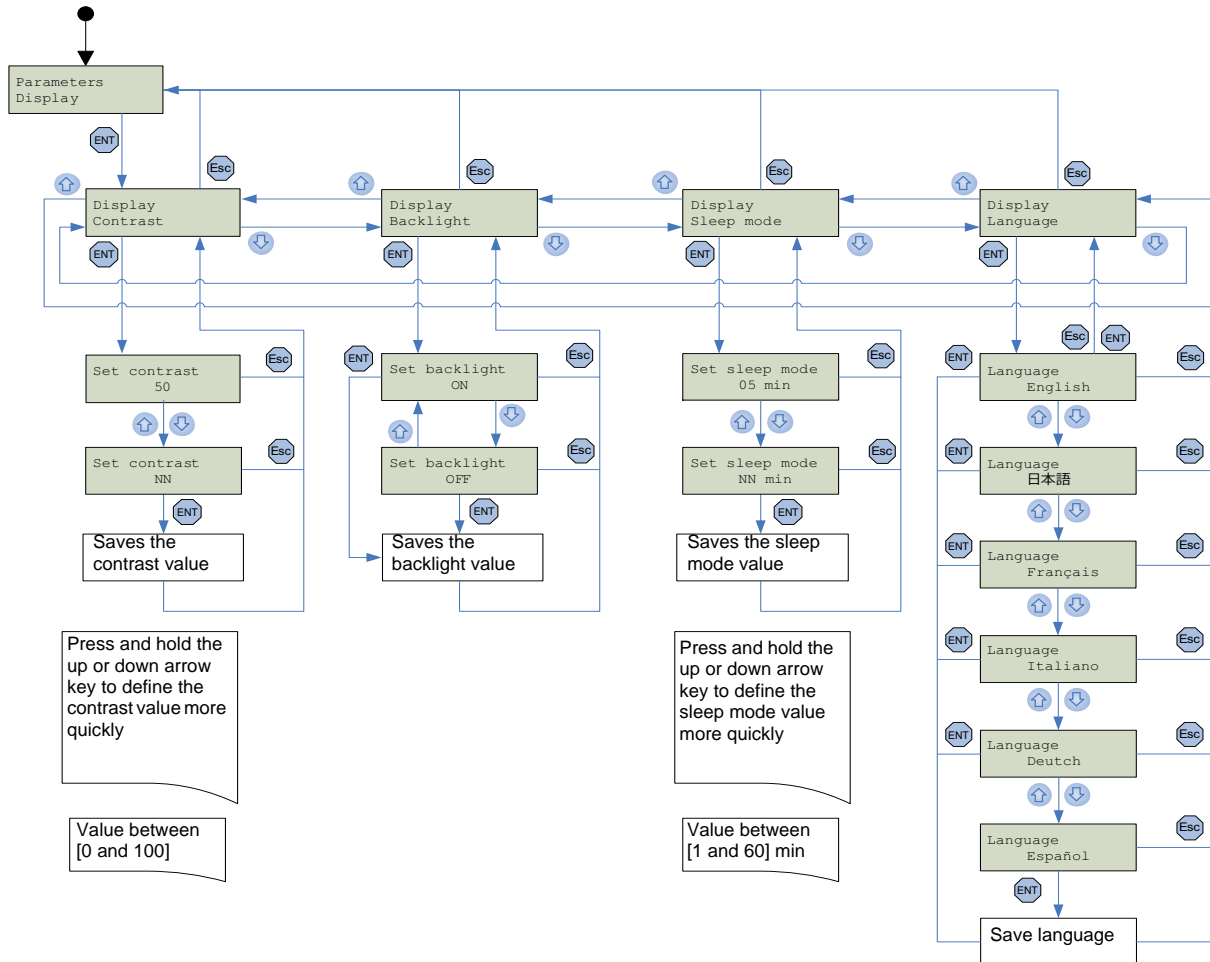 Parameters
Display
ENT
Esc
Esc
Esc
Esc
Display
Contrast
Display
Backlight
Display
Sleep mode
Display
Language
ENT
ENT
ENT
ENT
Esc
ENT
Set contrast
50
Esc
Set contrast
NN
Esc
ENT
Saves the
contrast value
Press and hold the
up or down arrow
key to define the
contrast value more
quickly
Value between
[0 and 100]
ENT
Set backlight
ON
Esc
Set backlight
OFF
Esc
ENT
Saves the
backlight value
Set sleep mode
05 min
Esc
Set sleep mode
NN min
Esc
ENT
Saves the sleep
mode value
Press and hold the
up or down arrow
key to define the
sleep mode value
more quickly
Value between
[1 and 60] min
ENT
Language
English
Esc
ENT
Language
日本語
Esc
ENT
Language
Français
Esc
ENT
Language
Italiano
Esc
ENT
Language
Deutch
Esc
Language
Español
Esc
ENT
Save language